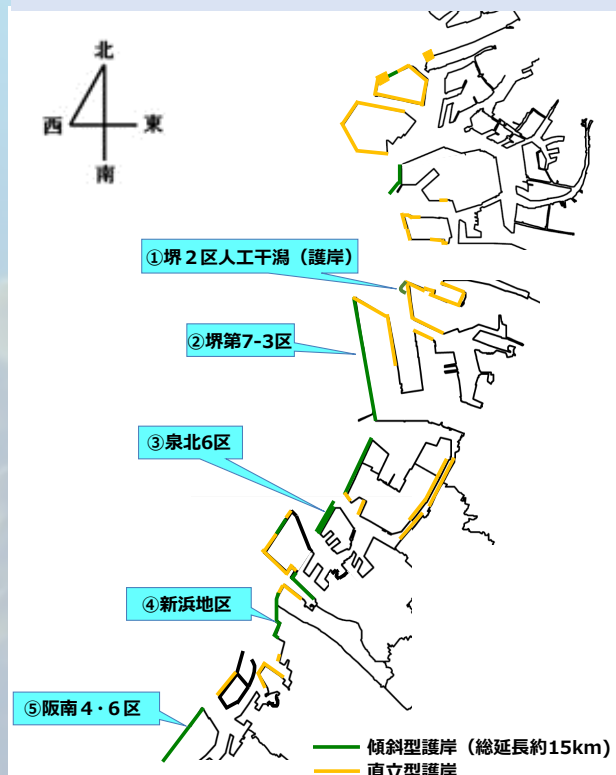 北
西 東
南
①堺２区人工干潟（護岸）
②堺第7-3区
③泉北6区
④新浜地区
⑤阪南４・６区
傾斜型護岸（総延長約15km）
直立型護岸